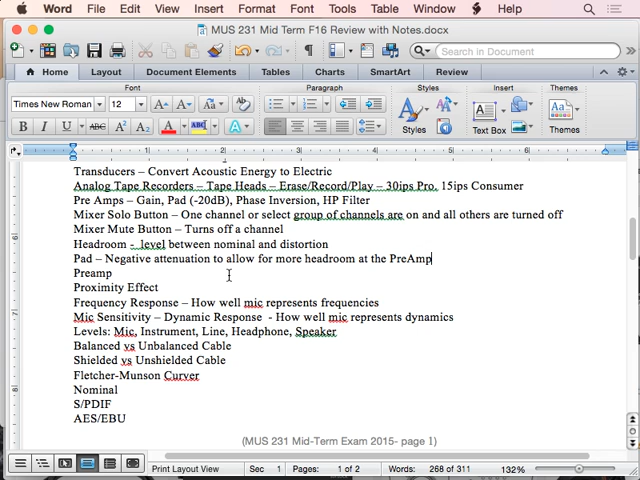 Word File Edit View Insert Format Font Tools Table Window Help
MUS 231 Mid Term F16 Review with Notes.docx
Search in Document
Home Layout Document Elements Tables Charts SmartArt Review
Font Paragraph Styles Insert Themes
Times New Roman 12
Styles Text Box Themes
1 2 3 4 5 6
Transducers – Convert Acoustic Energy to Electric
Analog Tape Recorders – Tape Heads – Erase/Record/Play – 30ips Pro, 15ips Consumer
Pre Amps – Gain, Pad (-20dB), Phase Inversion, HP Filter
Mixer Solo Button – One channel or select group of channels are on and all others are turned off
Mixer Mute Button – Turns off a channel
Headroom -  level between nominal and distortion
Pad – Negative attenuation to allow for more headroom at the PreAmp
Preamp
Proximity Effect
Frequency Response – How well mic represents frequencies
Mic Sensitivity – Dynamic Response  - How well mic represents dynamics
Levels: Mic, Instrument, Line, Headphone, Speaker
Balanced vs Unbalanced Cable
Shielded vs Unshielded Cable
Fletcher-Munson Curver
Nominal
S/PDIF
AES/EBU
(MUS 231 Mid-Term Exam 2015- page 1)
Print Layout View Sec 1 Pages: 1 of 2 Words: 268 of 311 132%